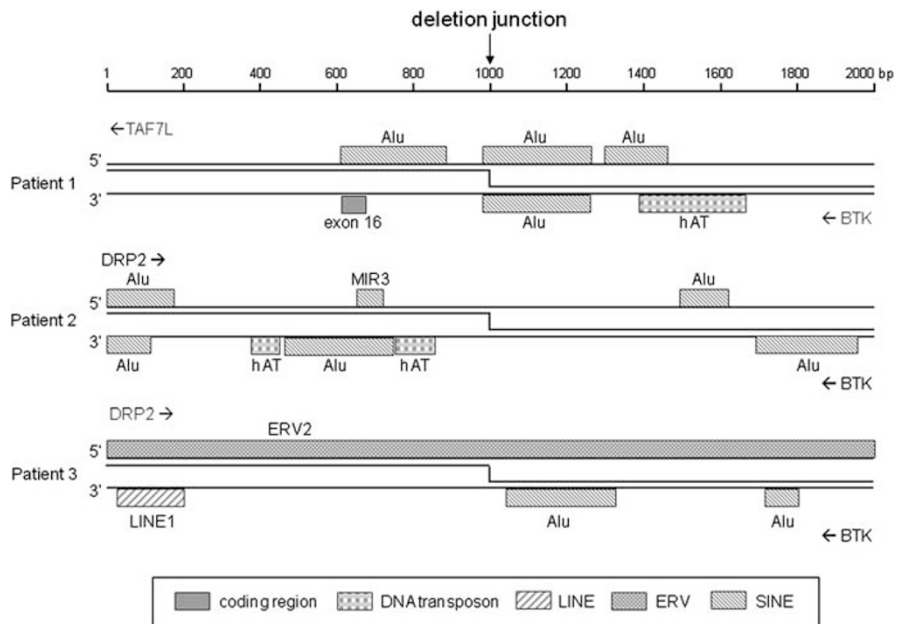 deletion junction
1 200 400 600 800 1000 1200 1400 1600 1800 2000 bp
←TAF7L
Alu Alu Alu
5'
Patient 1
3'
exon 16 Alu hAT ← BTK
DRP2 →
Alu MIR3 Alu
5'
Patient 2
3'
Alu hAT Alu hAT Alu
← BTK
DRP2 →
ERV2
5'
Patient 3
3'
LINE1 Alu Alu
← BTK
coding region DNA transposon LINE ERV SINE